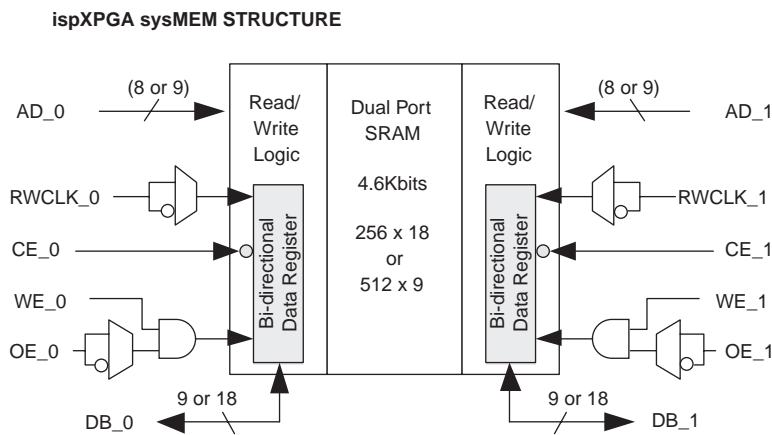 ispXPGA sysMEM STRUCTURE
(8 or 9)
AD_0
Read/
Write
Logic
Dual Port
SRAM
4.6Kbits
256 x 18
or
512 x 9
Read/
Write
Logic
(8 or 9)
AD_1
RWCLK_0
RWCLK_1
CE_0
CE_1
WE_0
WE_1
OE_0
OE_1
Bi-directional
Data Register
Bi-directional
Data Register
DB_0
9 or 18
9 or 18
DB_1